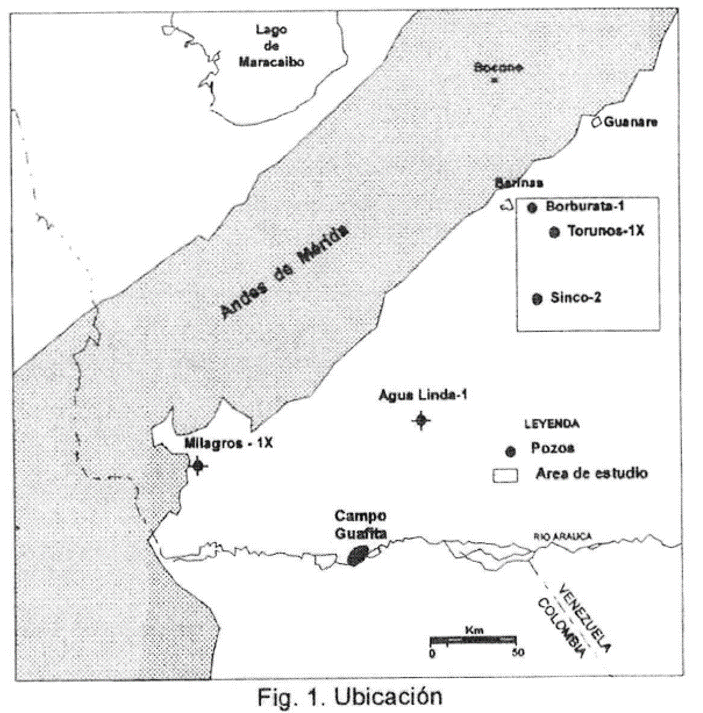 Lago
de
Maracaibo
Bocono
Guanare
Barinas
Borburata-1
Torunos-1X
Sinco-2
Andes de Mérida
Agua Linda-1
Milagros - 1X
LEYENDA
Pozos
Area de estudio
Campo
Guafita
RIO ARAUCA
VENEZUELA
COLOMBIA
Km
0 50
Fig. 1. Ubicación